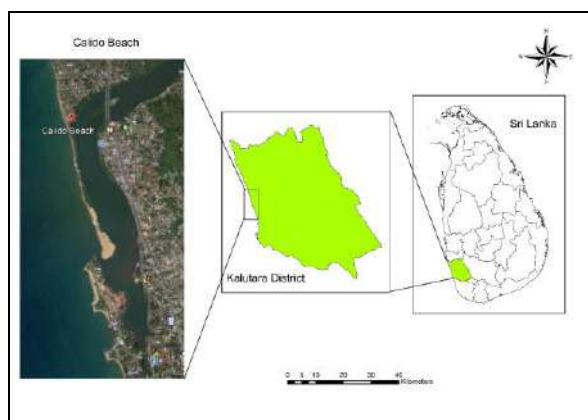 Calido Beach
Calido Beach
Kalutara District
Sri Lanka
0 5 10 20 30 40
Kilometers